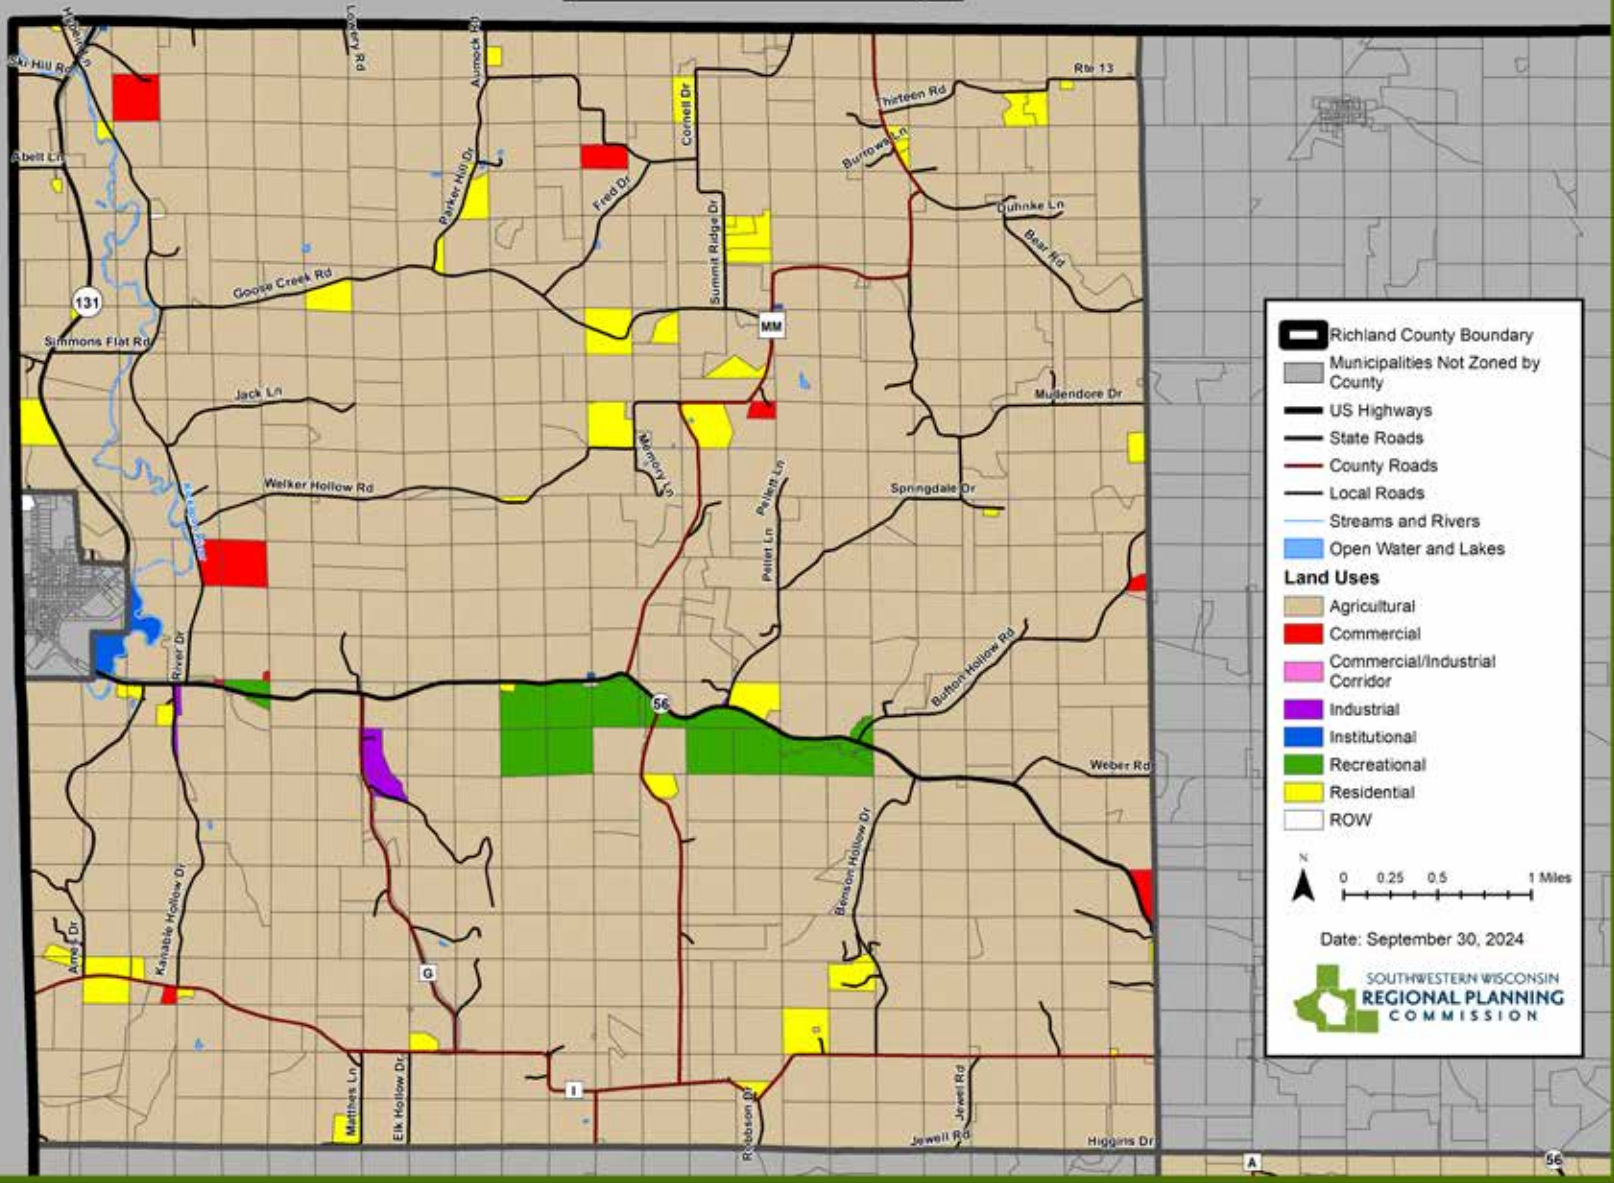 Lowery Rd
Aumock Rd
Ski Hill Rd
Rte 13
Thirteen Rd
Cornell Dr
Burrows Ln
Abell Ln
Parker Hill Dr
Fred Dr
Duhnke Ln
Summit Ridge Dr
Bear Rd
Goose Creek Rd
131
MM
Simmons Flat Rd
Jack Ln
Mullendore Dr
Memory Ln
Welker Hollow Rd
Pellett Ln
Springdale Dr
Pellet Ln
River Dr
Bufton Hollow Rd
56
Weber Rd
Benson Hollow Dr
Kanable Hollow Dr
Ames Dr
G
I
Matthes Ln
Elk Hollow Dr
Robbson Dr
Jewel Rd
Jewell Rd
Higgins Dr
A
56
Richland County Boundary
Municipalities Not Zoned by
County
US Highways
State Roads
County Roads
Local Roads
Streams and Rivers
Open Water and Lakes
Land Uses
Agricultural
Commercial
Commercial/Industrial
Corridor
Industrial
Institutional
Recreational
Residential
ROW
N
0 0.25 0.5 1 Miles
Date: September 30, 2024
SOUTHWESTERN WISCONSIN
REGIONAL PLANNING
COMMISSION